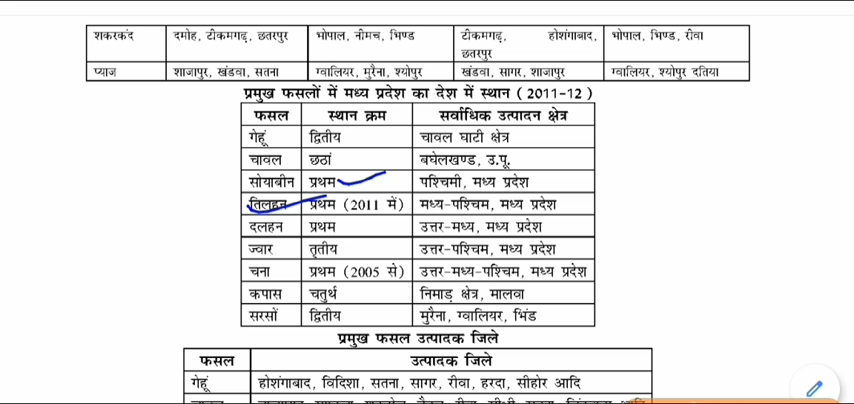 शकरकंद दमोह, टीकमगढ़, छतरपुर भोपाल, नीमच, भिण्ड टीकमगढ़, होशंगाबाद, भोपाल, भिण्ड, रीवा
छतरपुर
प्याज शाजापुर, खंडवा, सतना ग्वालियर, मुरैना, श्योपुर खंडवा, सागर, शाजापुर ग्वालियर, श्योपुर दतिया
प्रमुख फसलों में मध्य प्रदेश का देश में स्थान (2011-12)
फसल स्थान क्रम सर्वाधिक उत्पादन क्षेत्र
गेहूं द्वितीय चावल घाटी क्षेत्र
चावल छठां बघेलखण्ड, उ.पू.
सोयाबीन प्रथम पश्चिमी, मध्य प्रदेश
तिलहन प्रथम (2011 में) मध्य-पश्चिम, मध्य प्रदेश
दलहन प्रथम उत्तर-मध्य, मध्य प्रदेश
ज्वार तृतीय उत्तर-पश्चिम, मध्य प्रदेश
चना प्रथम (2005 से) उत्तर-मध्य-पश्चिम, मध्य प्रदेश
कपास चतुर्थ निमाड़ क्षेत्र, मालवा
सरसों द्वितीय मुरैना, ग्वालियर, भिंड
प्रमुख फसल उत्पादक जिले
फसल उत्पादक जिले
गेहूं होशंगाबाद, विदिशा, सतना, सागर, रीवा, हरदा, सीहोर आदि